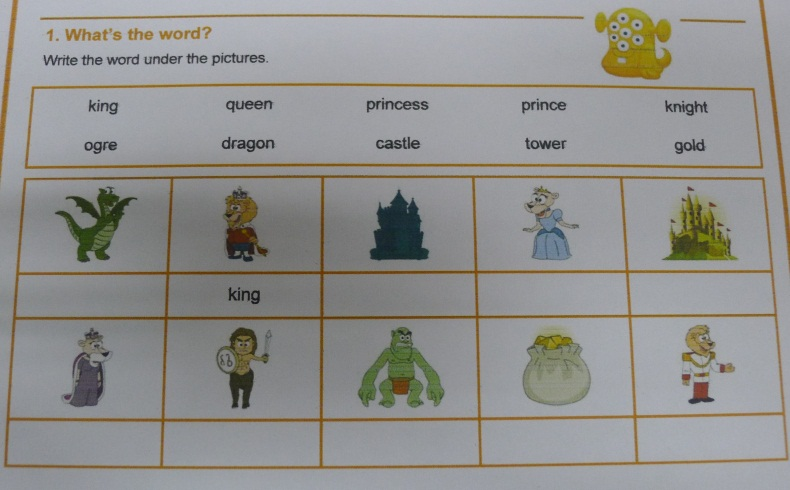 1. What's the word?
Write the word under the pictures.
king queen princess prince knight
ogre dragon castle tower gold
king